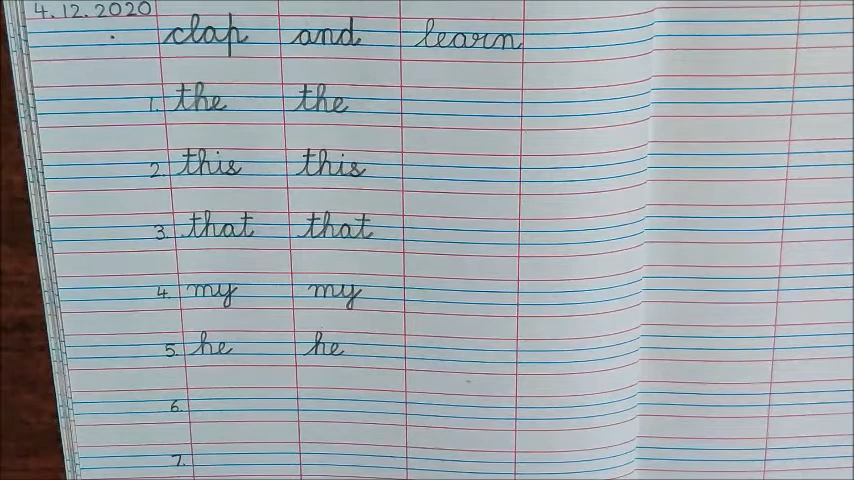 4.12.2020
clap and learn
1. the the
2. this this
3. that that
4. my my
5. he he
6.
7.